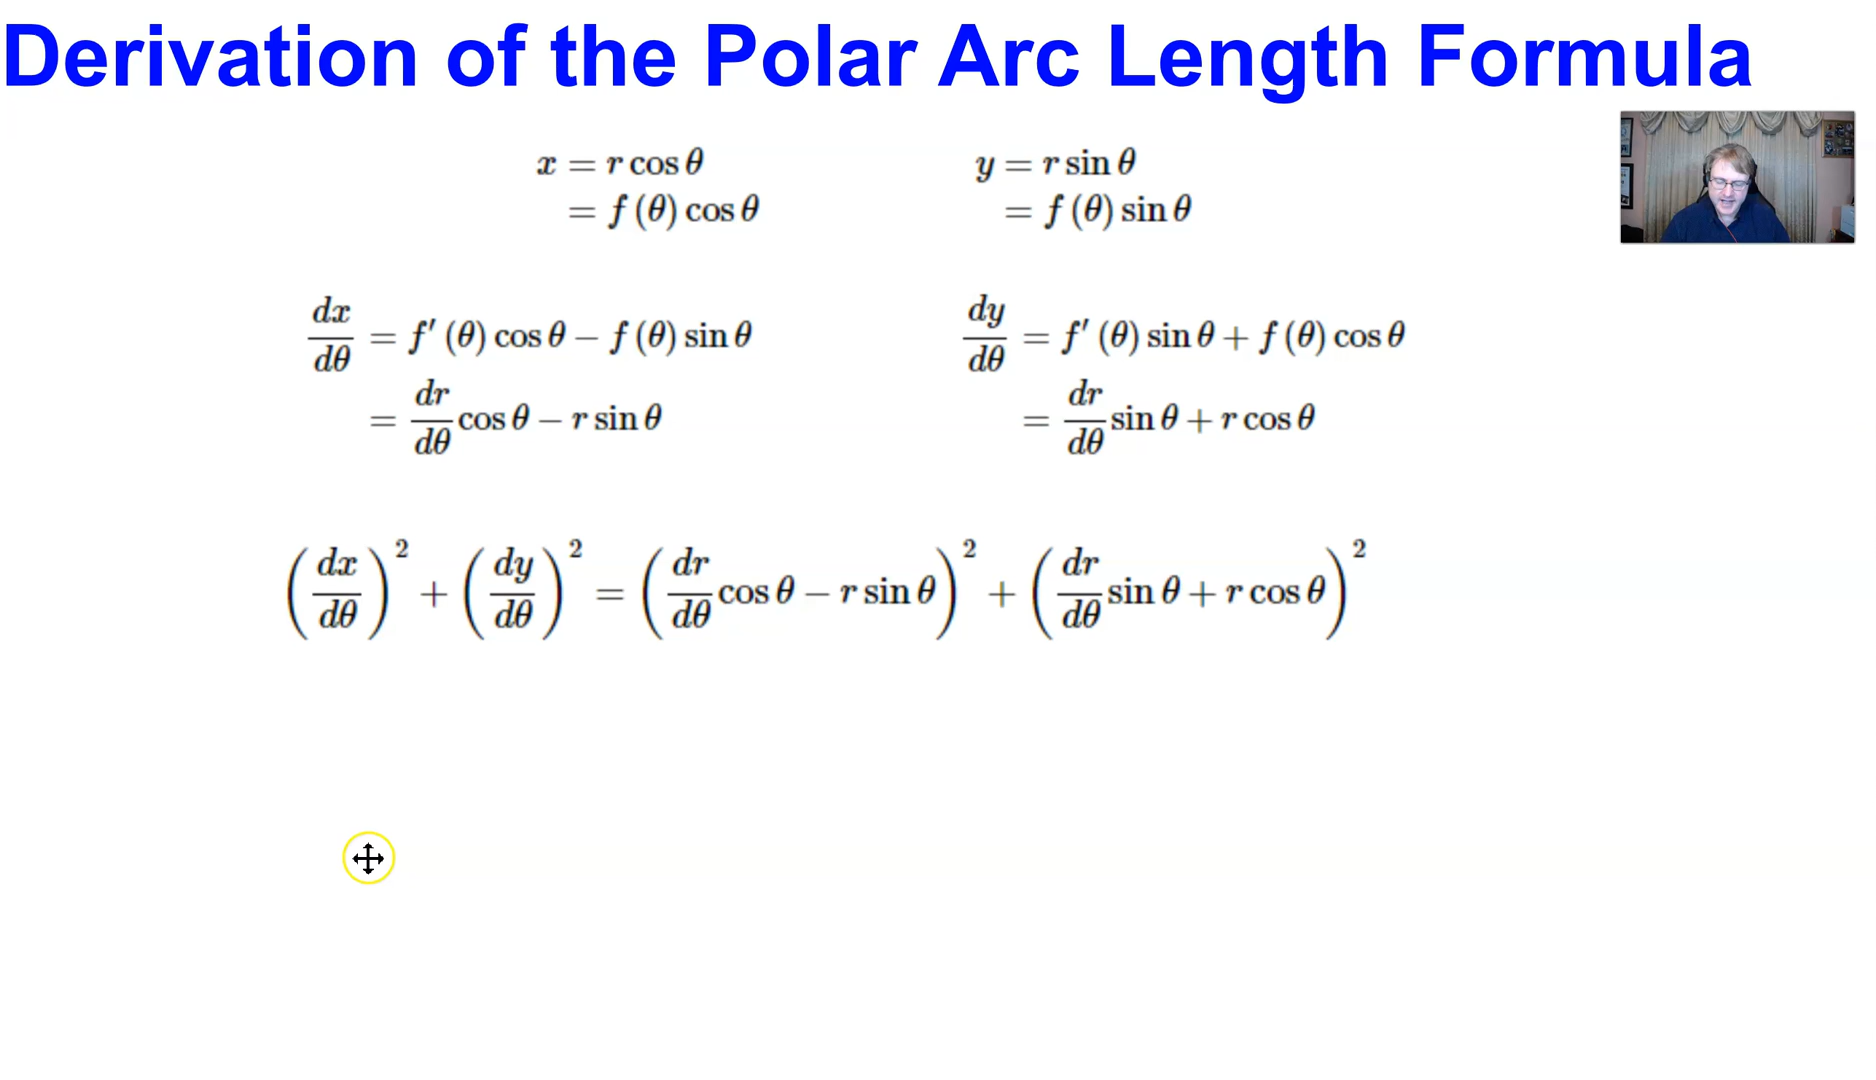 Derivation of the Polar Arc Length Formula
x = r cos θ
= f (θ) cos θ
y = r sin θ
= f (θ) sin θ
dx/dθ = f′ (θ) cos θ − f (θ) sin θ
= dr/dθ cos θ − r sin θ
dy/dθ = f′ (θ) sin θ + f (θ) cos θ
= dr/dθ sin θ + r cos θ
(dx/dθ)² + (dy/dθ)² = (dr/dθ cos θ − r sin θ)² + (dr/dθ sin θ + r cos θ)²